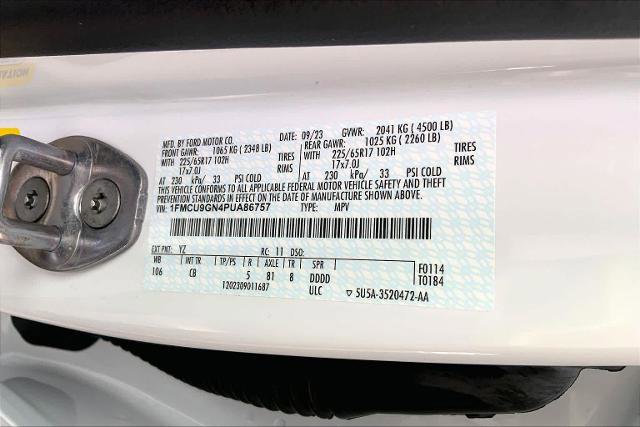 MFD. BY FORD MOTOR CO. 09/23 GVWR: 2041 KG ( 4500 LB)
FRONT GAWR: 1065 KG ( 2348 LB) REAR GAWR: 1025 KG ( 2260 LB)
WITH TIRES WITH TIRES
225/65R17 102H 225/65R17 102H
17x7.0J RIMS 17x7.0J RIMS
AT 230 kPa/ 33 PSI COLD AT 230 kPa/ 33 PSI COLD
THIS VEHICLE CONFORMS TO ALL APPLICABLE FEDERAL MOTOR VEHICLE SAFETY AND THEFT PREVENTION STANDARDS IN EFFECT ON THE DATE OF MANUFACTURE SHOWN ABOVE.
VIN: 1FMCU9GN4PUA86757 TYPE: MPV
EXT PNT: YZ RC: 11 DSO:
WB INT TR TP/PS R AXLE TR SPR F0114
106 CB 5 81 8 DDDD T0184
1202309011687 ULC ▽ 5U5A-3520472-AA